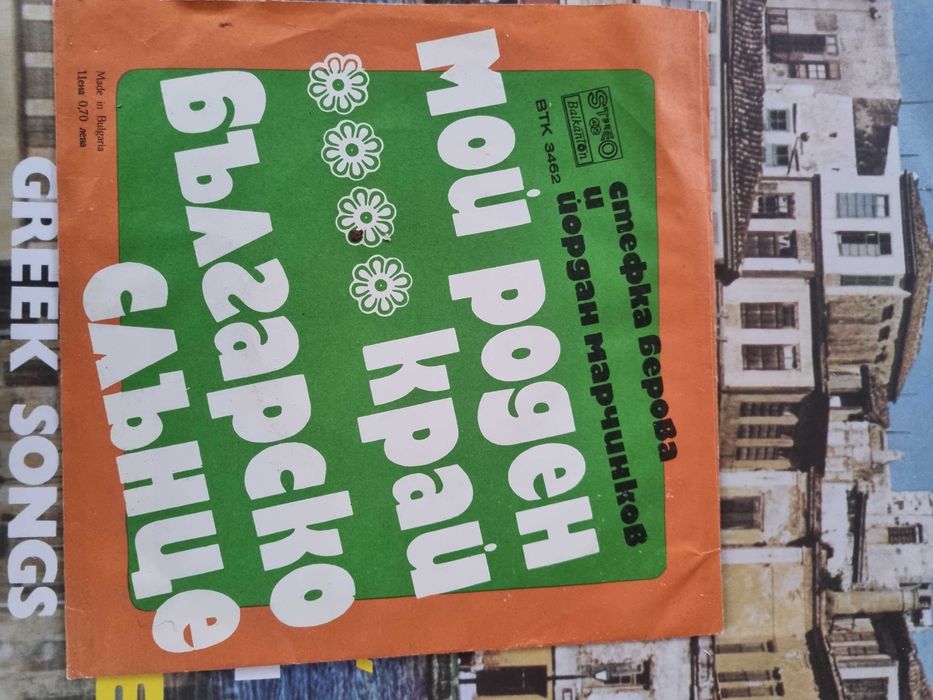 STEREO
45
Balkanton
ВТК 3462
стефка берова
и
йордан марчинков
мой роден
край
българско
слънце
Made in Bulgaria
Цена 0,70 лева
GREEK SONGS